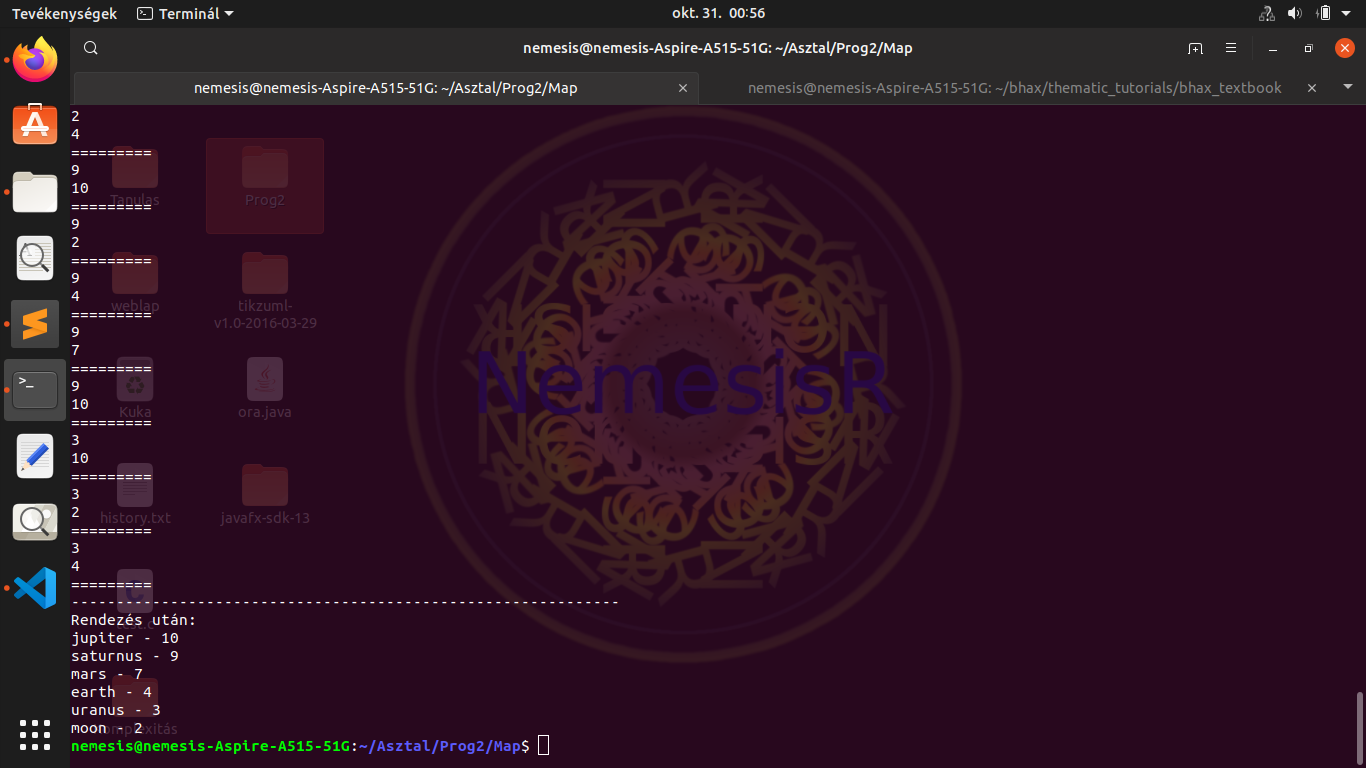 Tevékenységek
Terminál
okt. 31. 00:56
nemesis@nemesis-Aspire-A515-51G: ~/Asztal/Prog2/Map
nemesis@nemesis-Aspire-A515-51G: ~/Asztal/Prog2/Map
nemesis@nemesis-Aspire-A515-51G: ~/bhax/thematic_tutorials/bhax_textbook
2
4
=========
9
10
=========
9
2
=========
9
4
=========
9
7
=========
9
10
=========
3
10
=========
3
2
=========
3
4
=========
-------------------------------------------------------------
Rendezés után:
jupiter - 10
saturnus - 9
mars - 7
earth - 4
uranus - 3
moon - 2
nemesis@nemesis-Aspire-A515-51G:~/Asztal/Prog2/Map$
Tanulas
Prog2
weblap
tikzuml-
v1.0-2016-03-29
Kuka
ora.java
history.txt
javafx-sdk-13
NemesisR